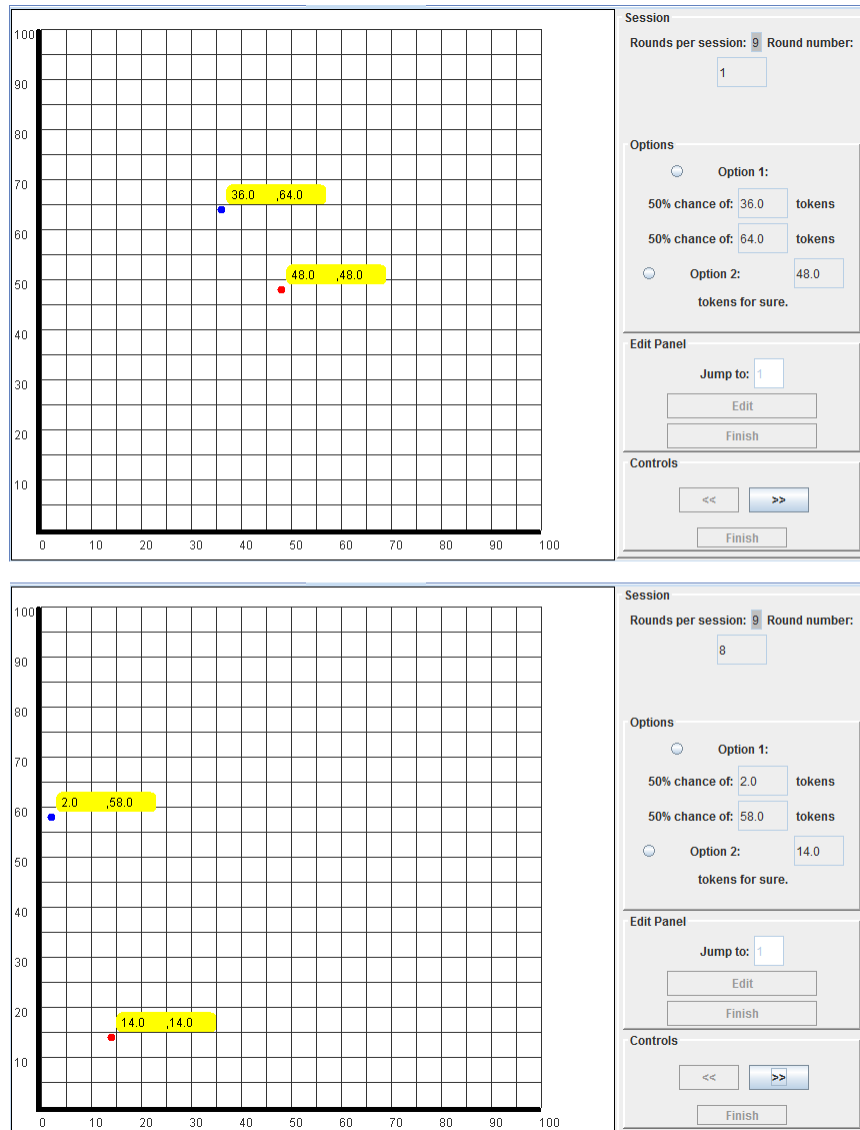 100
90
80
70
60
50
40
30
20
10
0 10 20 30 40 50 60 70 80 90 100
36.0 ,64.0
48.0 ,48.0
Session
Rounds per session: 9 Round number:
1
Options
Option 1:
50% chance of: 36.0 tokens
50% chance of: 64.0 tokens
Option 2: 48.0
tokens for sure.
Edit Panel
Jump to: 1
Edit
Finish
Controls
<< >>
Finish
100
90
80
70
60
50
40
30
20
10
0 10 20 30 40 50 60 70 80 90 100
2.0 ,58.0
14.0 ,14.0
Session
Rounds per session: 9 Round number:
8
Options
Option 1:
50% chance of: 2.0 tokens
50% chance of: 58.0 tokens
Option 2: 14.0
tokens for sure.
Edit Panel
Jump to: 1
Edit
Finish
Controls
<< >>
Finish